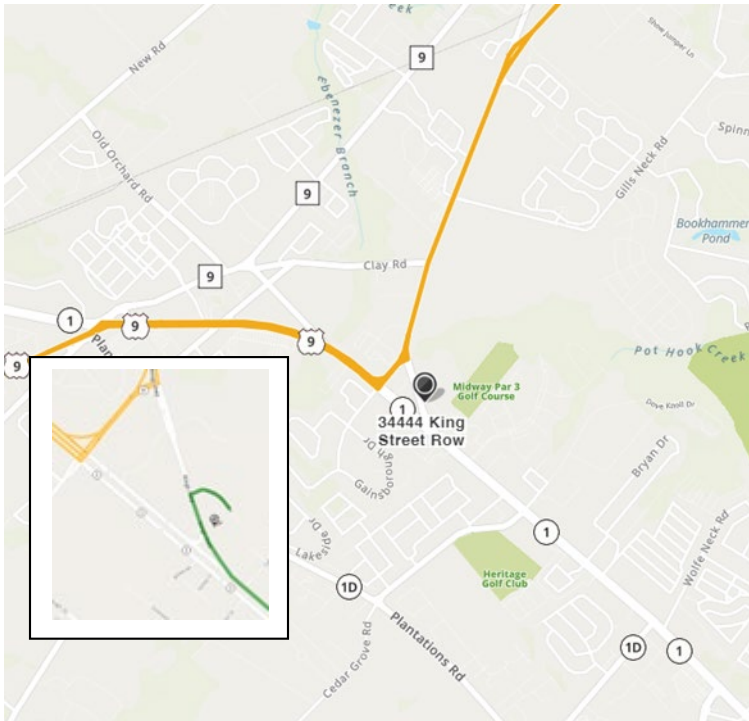 Creek
9
Show Jumper Ln
New Rd
Ebenezer Branch
Spinn
Old Orchard Rd
Gills Neck Rd
9
Bookhammer
Pond
Clay Rd
9
1
9
9
9
Pot Hook Creek
Plan
Midway Par 3
Golf Course
1
34444 King
Street Row
Dove Knoll Dr
Gainsborough Dr
Bryan Dr
Lakeside Dr
1
Wolfe Neck Rd
Heritage
Golf Club
1D
Plantations Rd
Cedar Grove Rd
1D
1